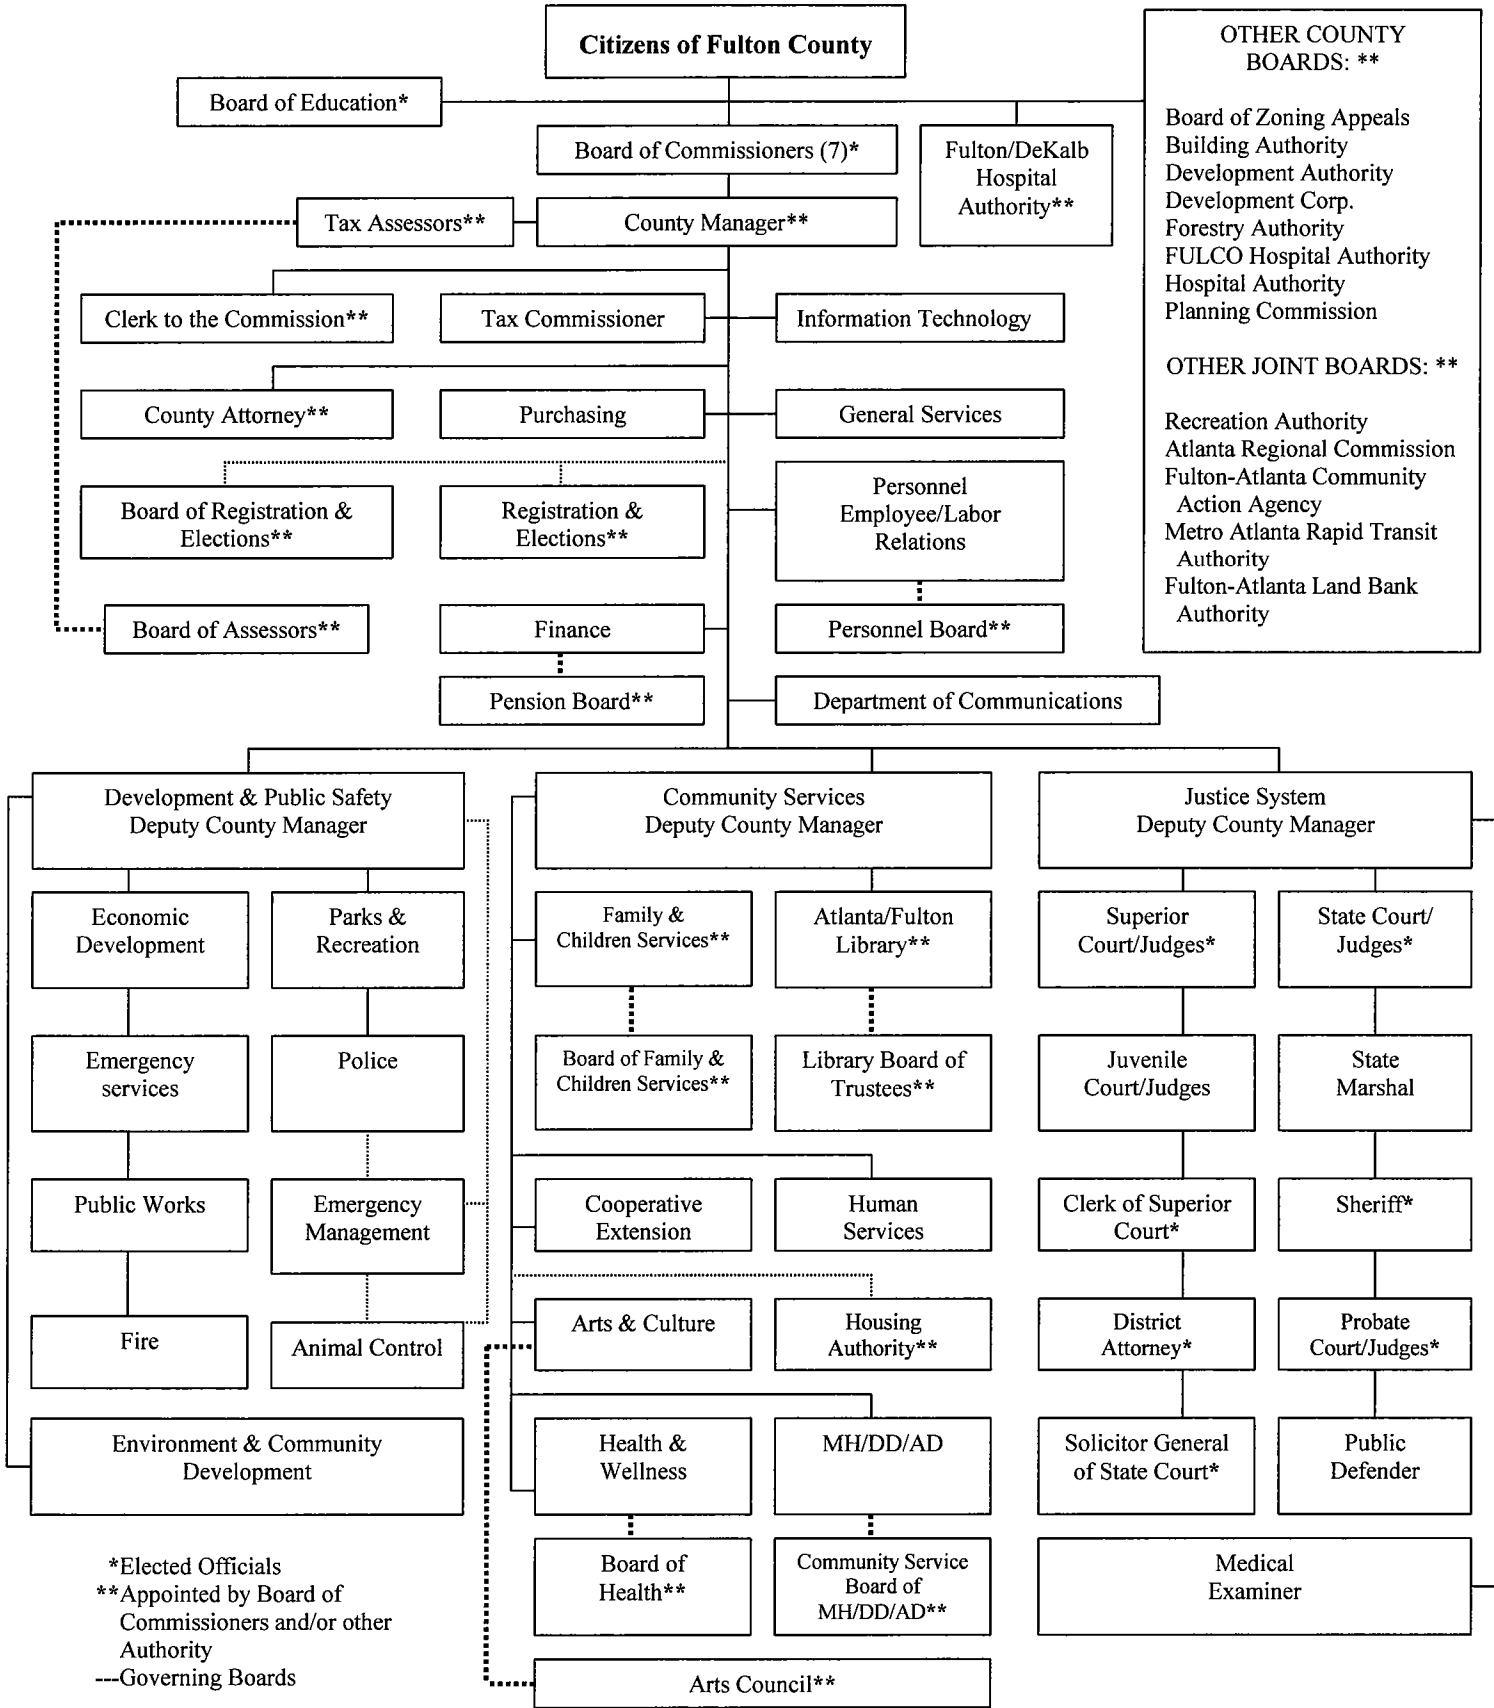 Citizens of Fulton County
Board of Education*
Board of Commissioners (7)*
Fulton/DeKalb
Hospital
Authority**
Tax Assessors**
County Manager**
OTHER COUNTY
BOARDS: **
Board of Zoning Appeals
Building Authority
Development Authority
Development Corp.
Forestry Authority
FULCO Hospital Authority
Hospital Authority
Planning Commission
OTHER JOINT BOARDS: **
Recreation Authority
Atlanta Regional Commission
Fulton-Atlanta Community
Action Agency
Metro Atlanta Rapid Transit
Authority
Fulton-Atlanta Land Bank
Authority
Clerk to the Commission**
Tax Commissioner
Information Technology
County Attorney**
Purchasing
General Services
Board of Registration &
Elections**
Registration &
Elections**
Personnel
Employee/Labor
Relations
Board of Assessors**
Finance
Personnel Board**
Pension Board**
Department of Communications
Development & Public Safety
Deputy County Manager
Economic
Development
Parks &
Recreation
Emergency
services
Police
Public Works
Emergency
Management
Fire
Animal Control
Environment & Community
Development
Community Services
Deputy County Manager
Family &
Children Services**
Atlanta/Fulton
Library**
Board of Family &
Children Services**
Library Board of
Trustees**
Cooperative
Extension
Human
Services
Arts & Culture
Housing
Authority**
Health &
Wellness
MH/DD/AD
Board of
Health**
Community Service
Board of
MH/DD/AD**
Arts Council**
Justice System
Deputy County Manager
Superior
Court/Judges*
State Court/
Judges*
Juvenile
Court/Judges
State
Marshal
Clerk of Superior
Court*
Sheriff*
District
Attorney*
Probate
Court/Judges*
Solicitor General
of State Court*
Public
Defender
Medical
Examiner
*Elected Officials
**Appointed by Board of
Commissioners and/or other
Authority
---Governing Boards